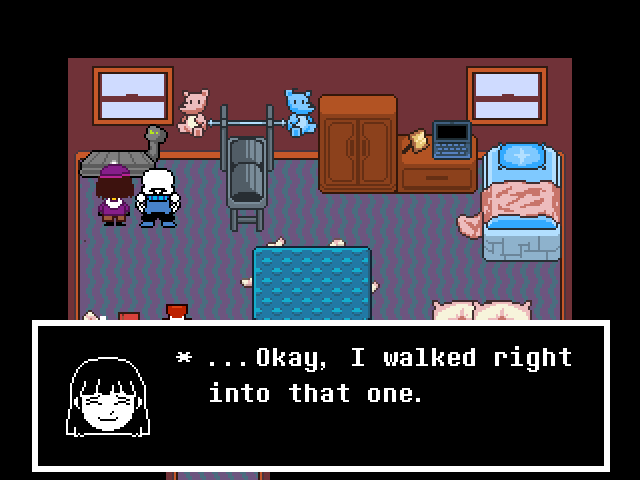 * ...Okay, I walked right
into that one.